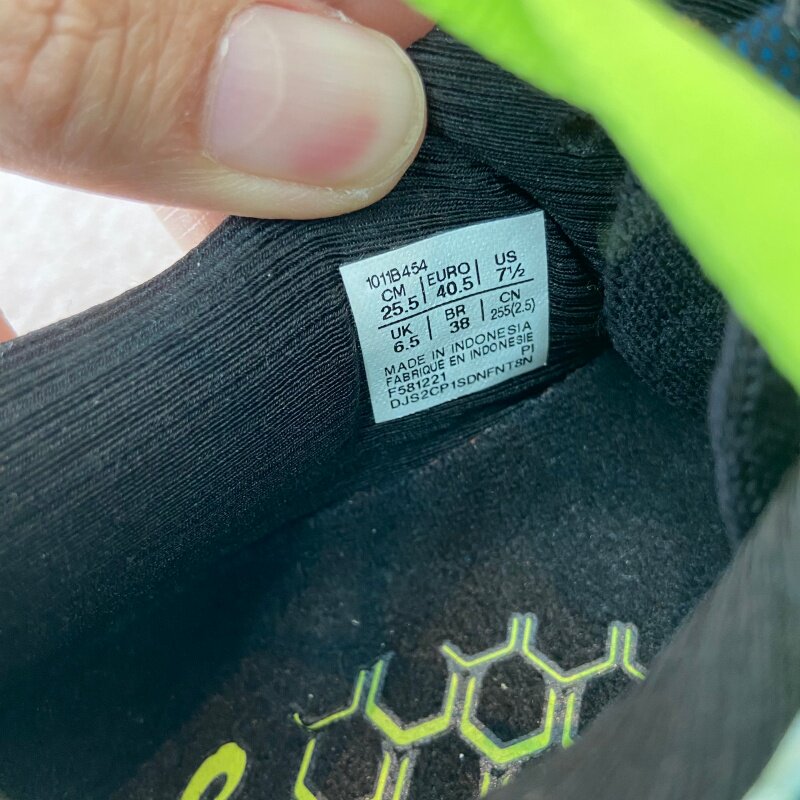 1011B454
CM EURO US
25.5 40.5 7½
UK BR CN
6.5 38 255(2.5)
MADE IN INDONESIA
FABRIQUE EN INDONESIE
F581221 PI
DJS2CP1SDNFNT8N